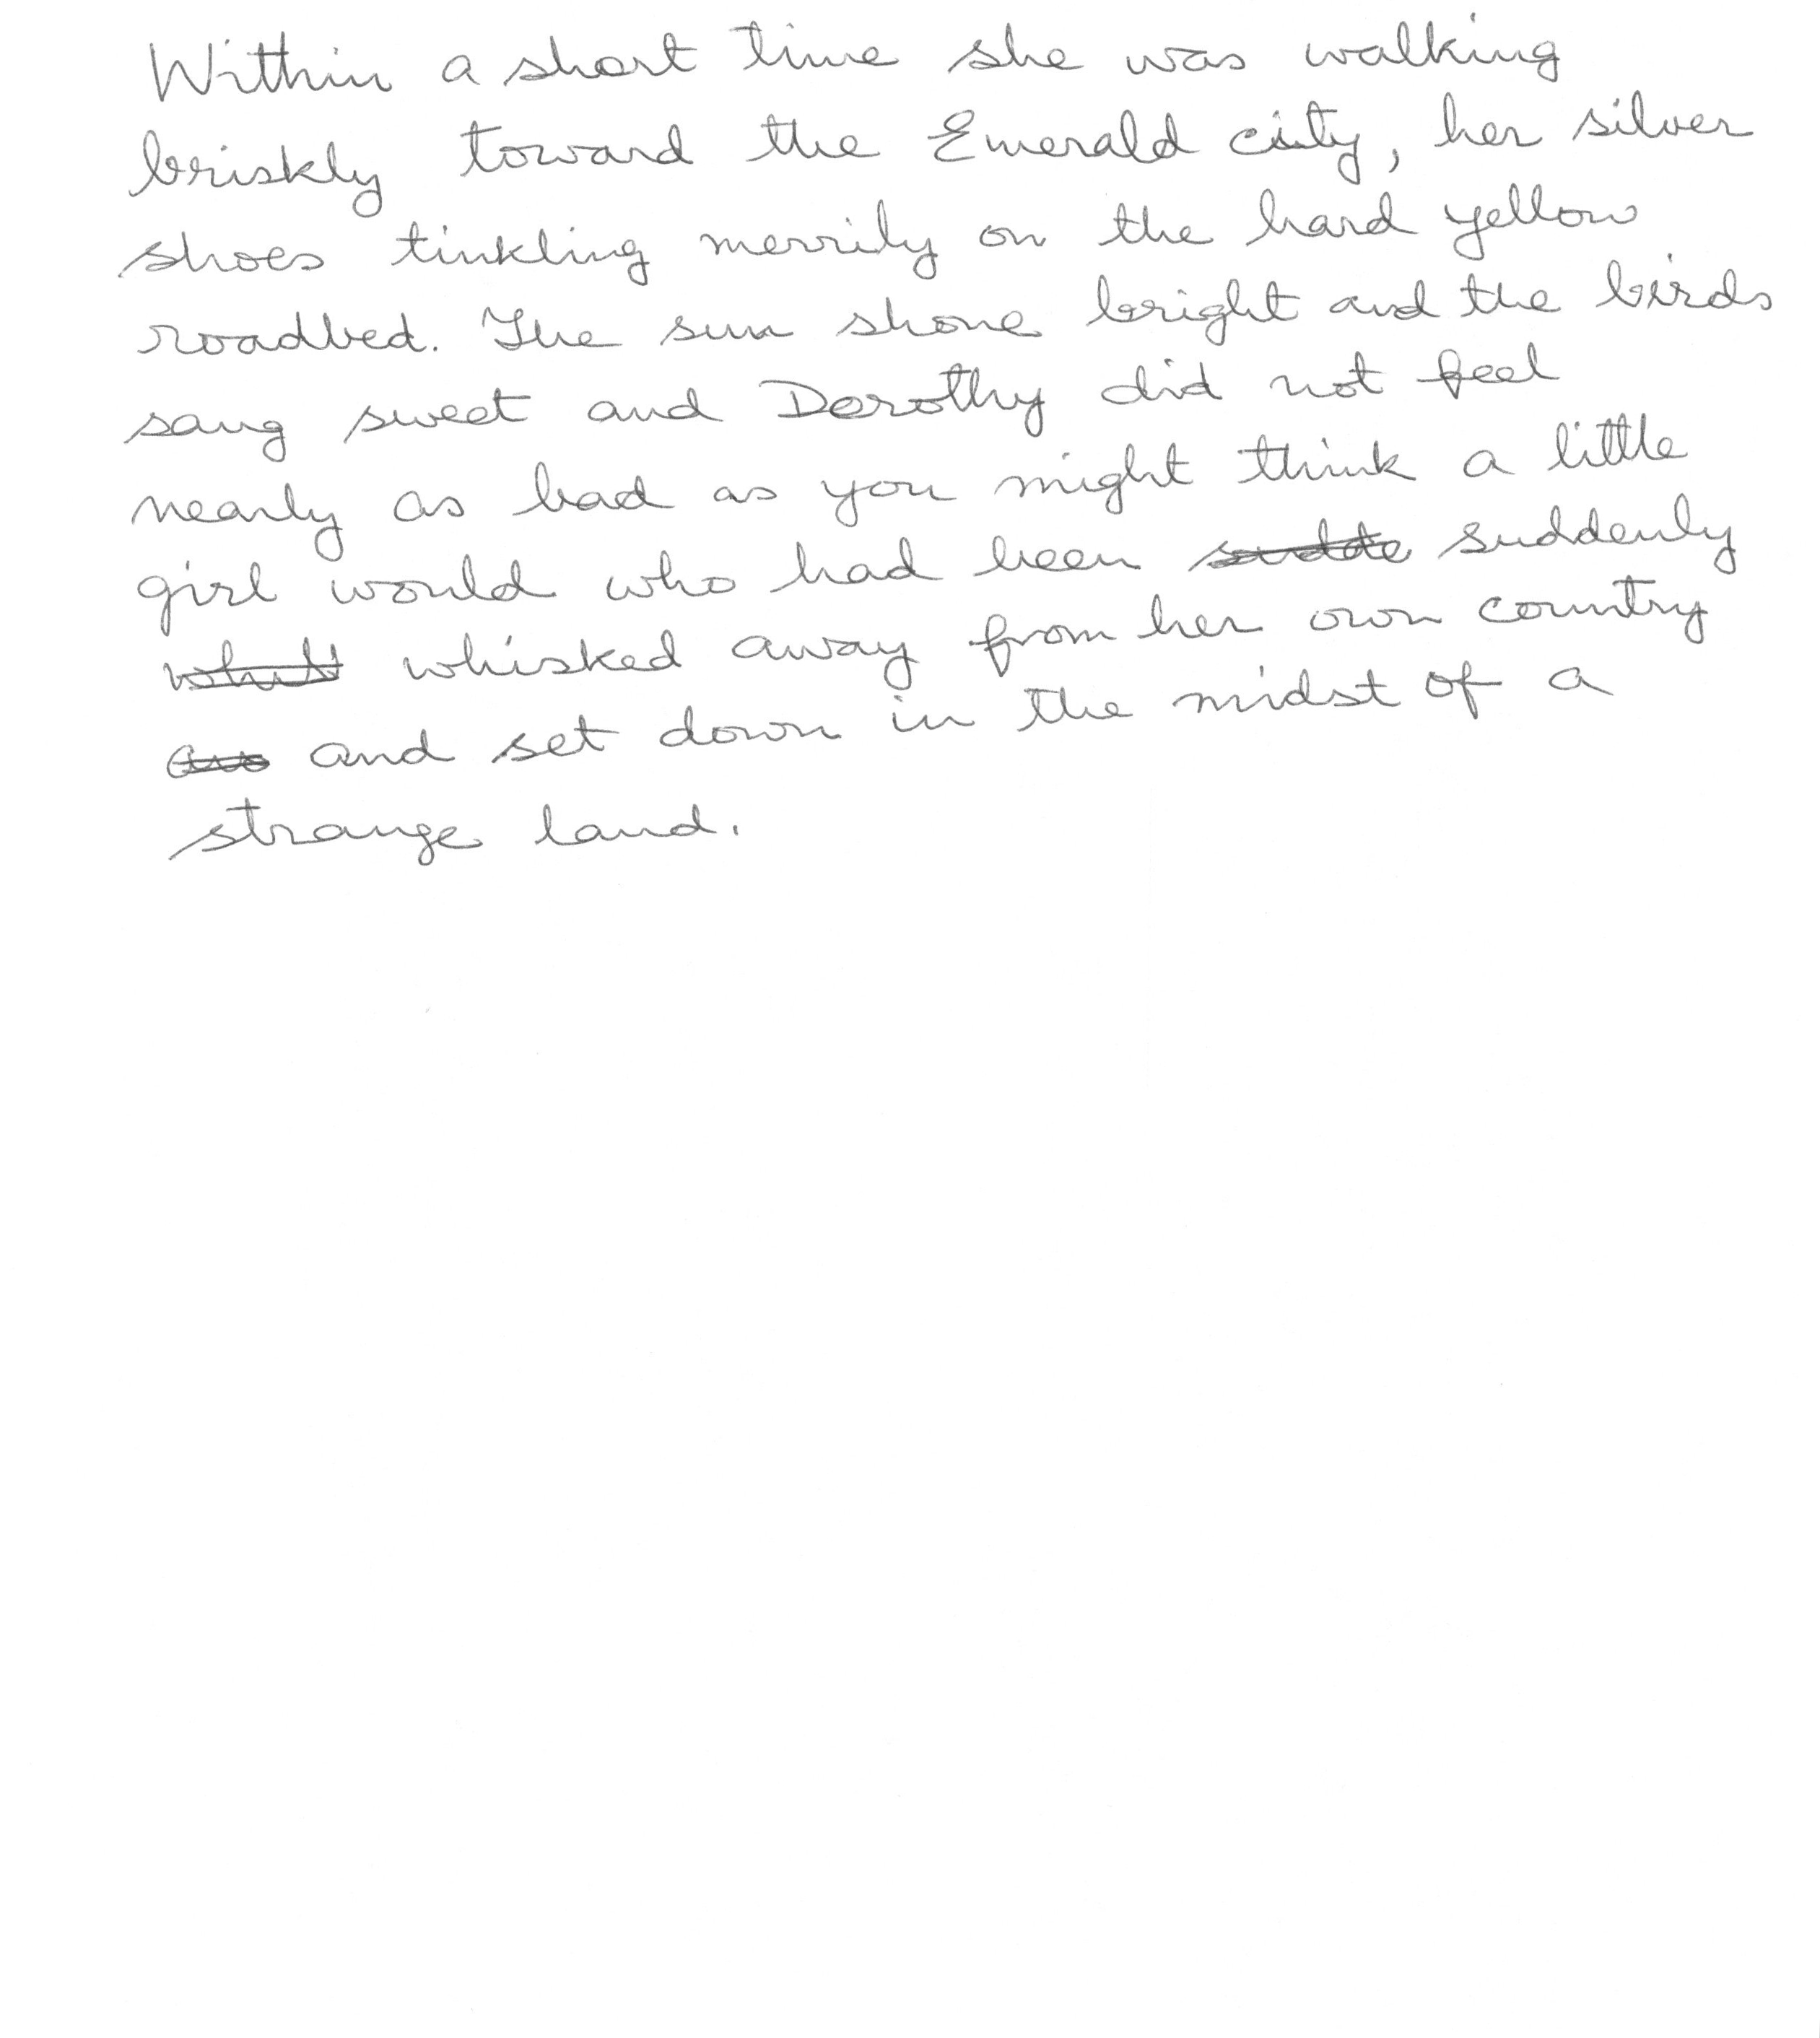 Within a short time she was walking
briskly toward the Emerald city, her silver
shoes tinkling merrily on the hard yellow
roadbed. The sun shone bright and the birds
sang sweet and Dorothy did not feel
nearly as bad as you might think a little
girl would who had been suddenly
whisked away from her own country
and set down in the midst of a
strange land.